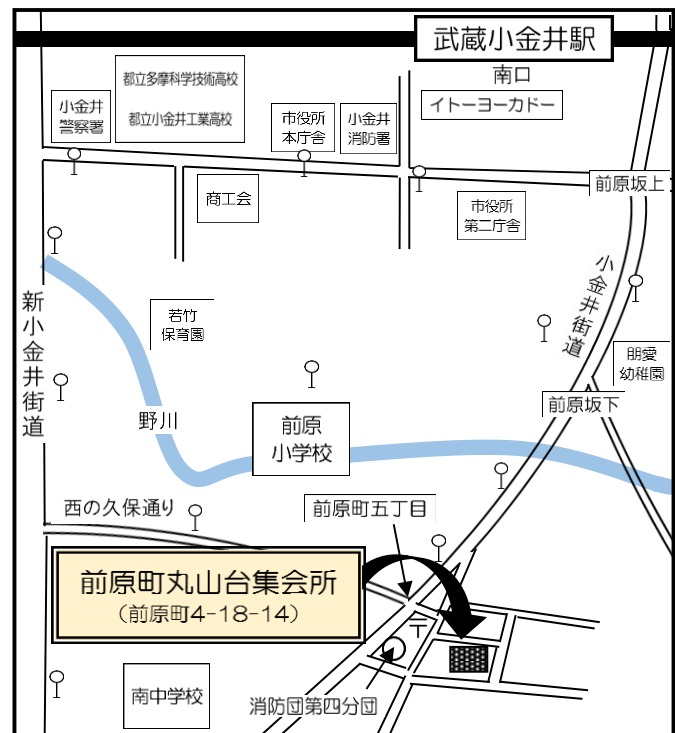 武蔵小金井駅
南口
イトーヨーカドー
都立多摩科学技術高校
都立小金井工業高校
小金井
警察署
市役所
本庁舎
小金井
消防署
商工会
市役所
第二庁舎
前原坂上
小金井街道
新小金井街道
若竹
保育園
朋愛
幼稚園
前原坂下
野川
前原
小学校
西の久保通り
前原町五丁目
前原町丸山台集会所
（前原町4-18-14）
〒
南中学校
消防団第四分団